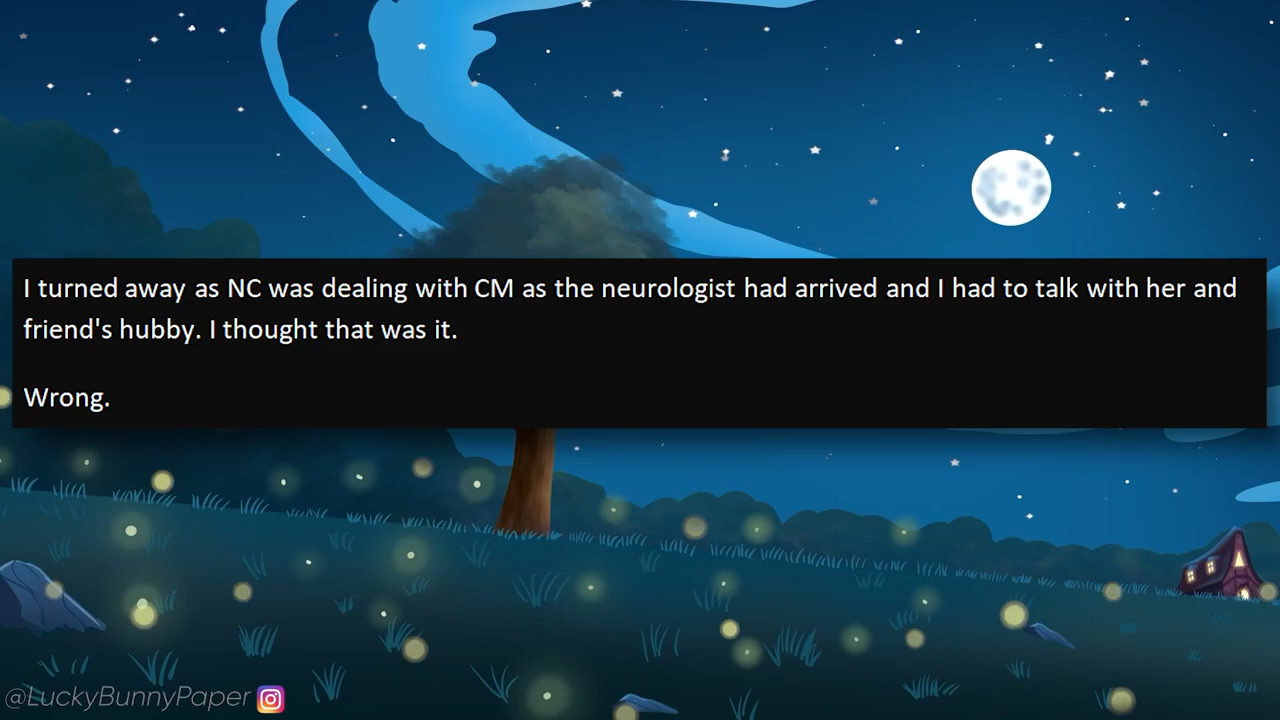 I turned away as NC was dealing with CM as the neurologist had arrived and I had to talk with her and
friend's hubby. I thought that was it.
Wrong.
@LuckyBunnyPaper